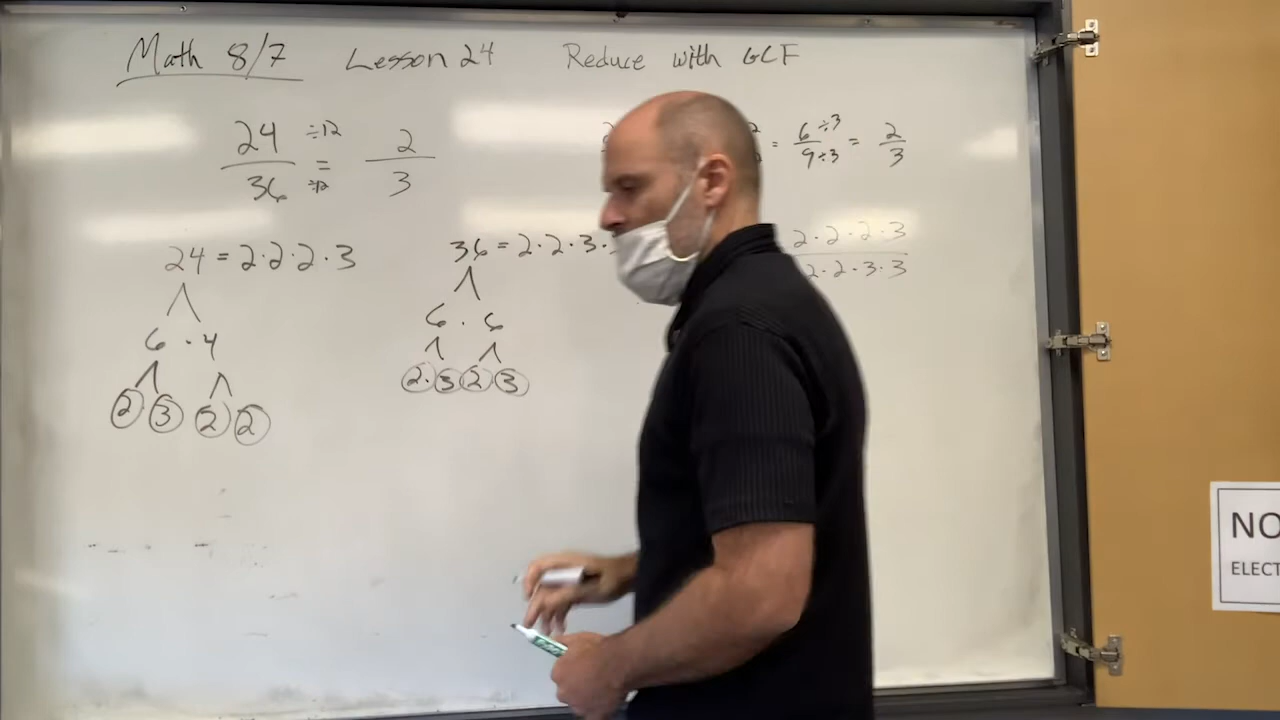 Math 8/7 Lesson 24 Reduce with GCF
24 ÷12 2
— = —
36 ÷12 3
= 6 ÷3 / 9 ÷3 = 2 / 3
24 = 2·2·2·3
36 = 2·2·3·
2·2·2·3
2·2·3·3
6 · 4
2 3 2 2
6 · 6
2 · 3 2 3
NO
ELECT